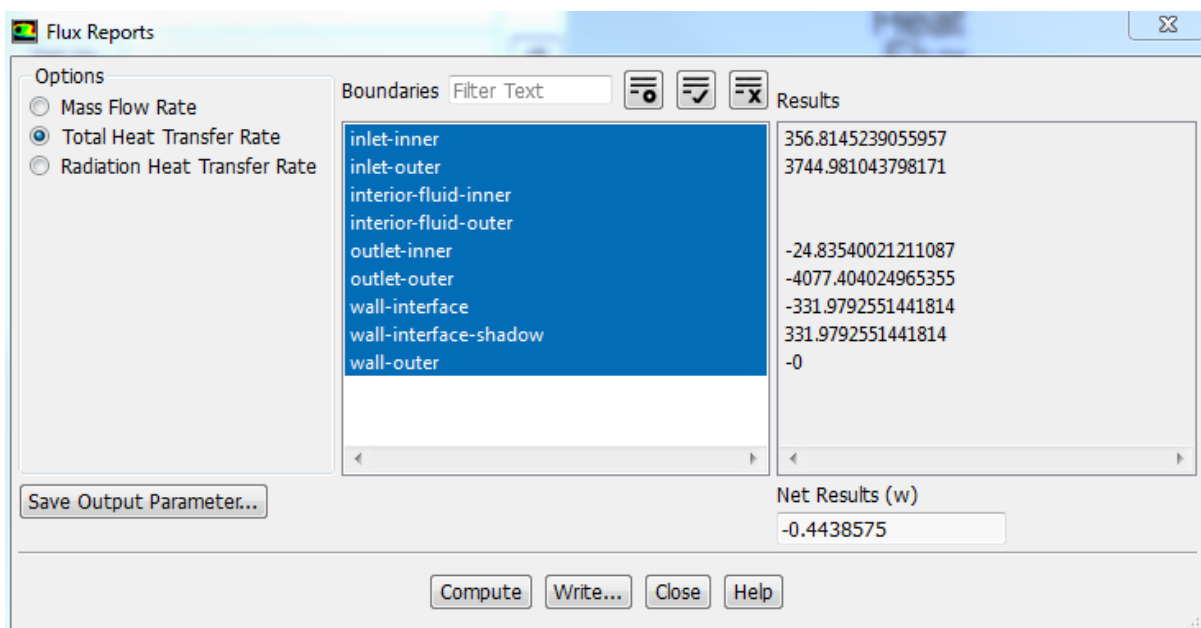 Flux Reports
Options
Mass Flow Rate
Total Heat Transfer Rate
Radiation Heat Transfer Rate
Boundaries Filter Text
inlet-inner
inlet-outer
interior-fluid-inner
interior-fluid-outer
outlet-inner
outlet-outer
wall-interface
wall-interface-shadow
wall-outer
Results
356.8145239055957
3744.981043798171
-24.83540021211087
-4077.404024965355
-331.9792551441814
331.9792551441814
-0
Save Output Parameter...
Net Results (w)
-0.4438575
Compute Write... Close Help